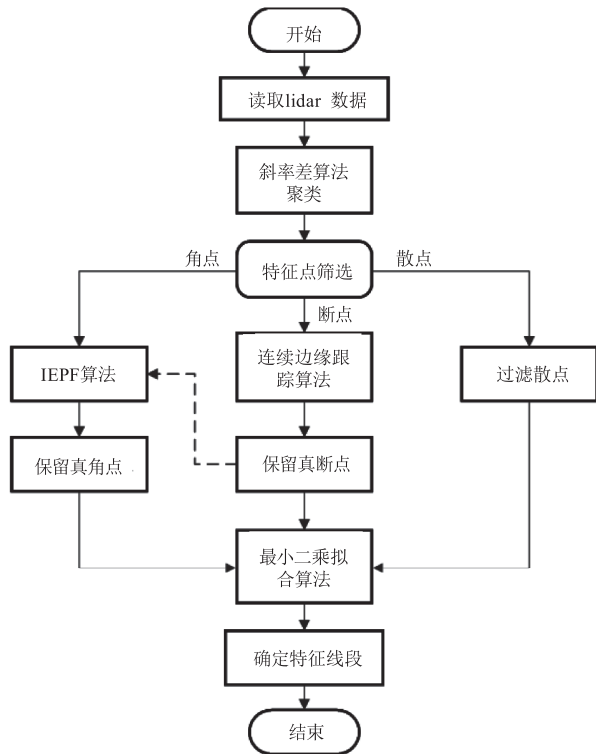 开始
读取lidar 数据
斜率差算法
聚类
角点
特征点筛选
散点
断点
IEPF算法
连续边缘跟
踪算法
过滤散点
保留真角点
保留真断点
最小二乘拟
合算法
确定特征线段
结束